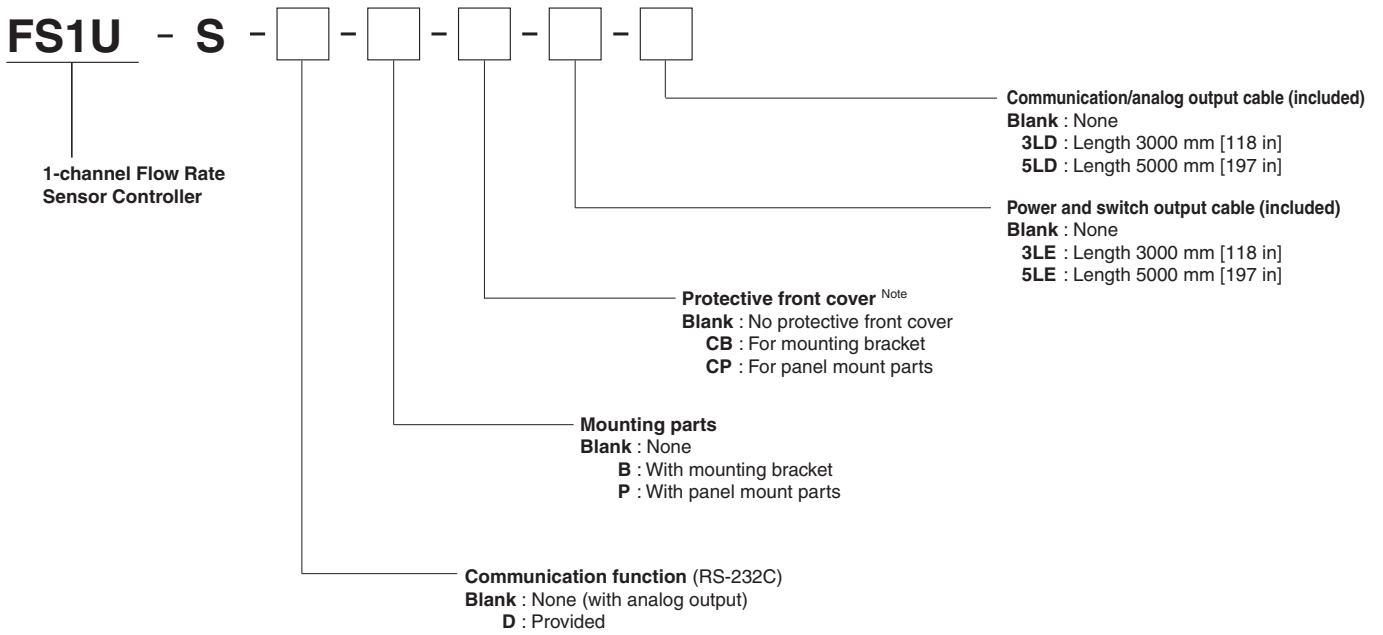 FS1U - S - - - - -
1-channel Flow Rate
Sensor Controller
Communication/analog output cable (included)
Blank : None
3LD : Length 3000 mm [118 in]
5LD : Length 5000 mm [197 in]
Power and switch output cable (included)
Blank : None
3LE : Length 3000 mm [118 in]
5LE : Length 5000 mm [197 in]
Protective front cover Note
Blank : No protective front cover
CB : For mounting bracket
CP : For panel mount parts
Mounting parts
Blank : None
B : With mounting bracket
P : With panel mount parts
Communication function (RS-232C)
Blank : None (with analog output)
D : Provided